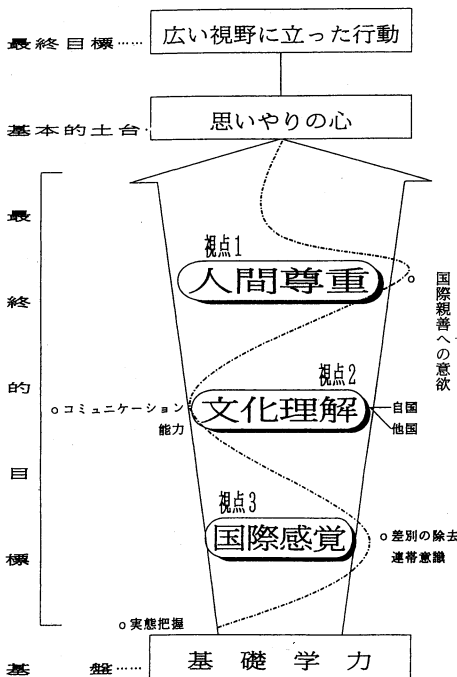 最終目標……
広い視野に立った行動
基本的土台
思いやりの心
最終的目標
視点1
人間尊重
国際親善への意欲
視点2
文化理解
○コミュニケーション
能力
自国
他国
視点3
国際感覚
○差別の除去
連帯意識
○実態把握
基盤……
基礎学力